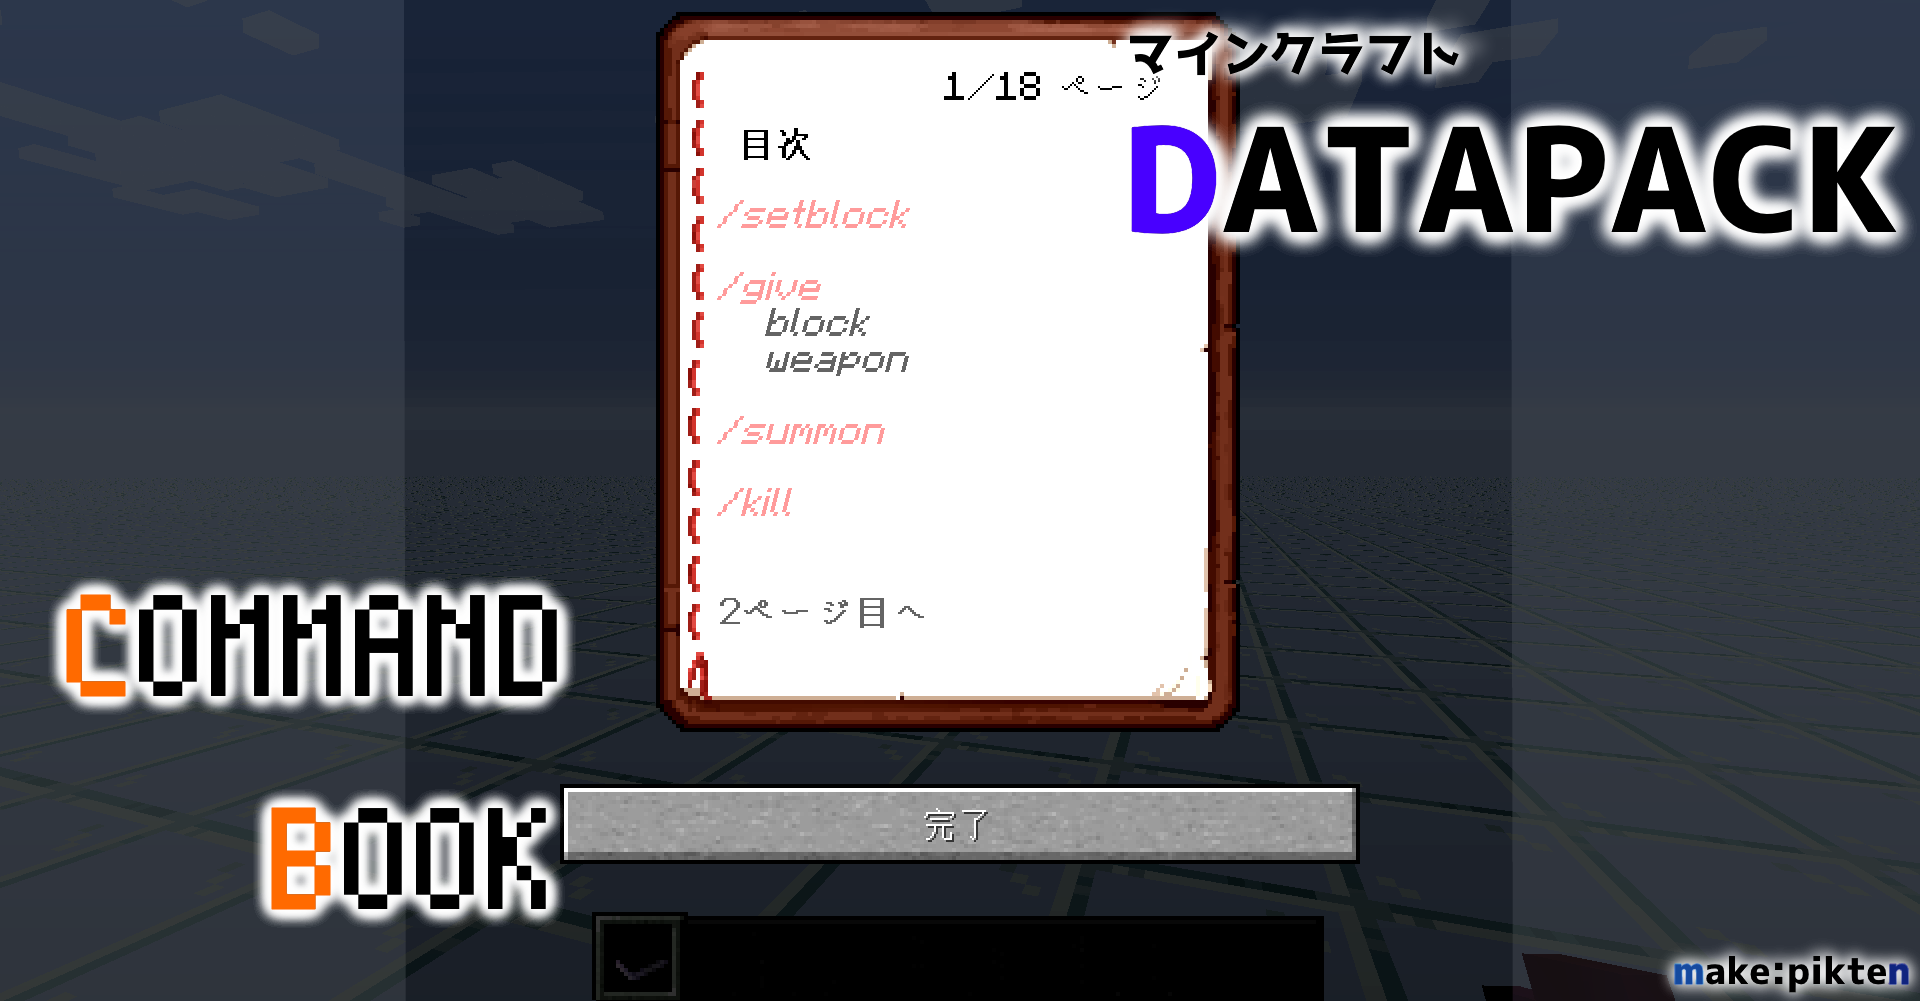 マインクラフト
DATAPACK
1/18 ページ
目次
/setblock
/give
block
weapon
/summon
/kill
2ページ目へ
COMMAND
BOOK
完了
make:pikten